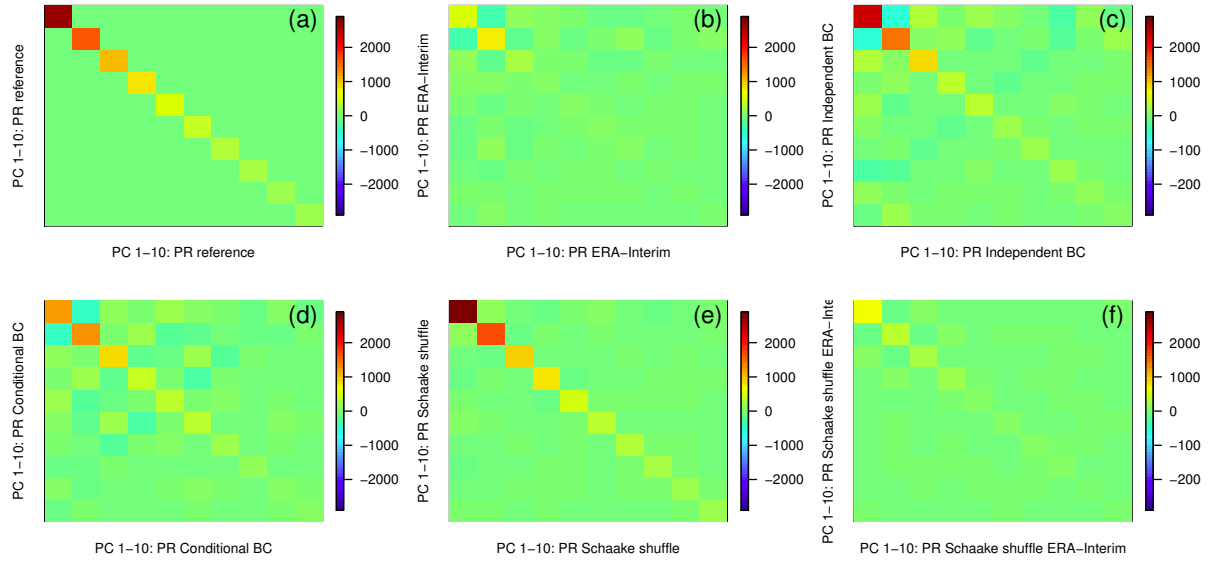 (a)
PC 1−10: PR reference
2000
1000
0
−1000
−2000
PC 1−10: PR reference
(b)
PC 1−10: PR ERA−Interim
2000
1000
0
−1000
−2000
PC 1−10: PR ERA−Interim
(c)
PC 1−10: PR Independent BC
2000
1000
0
−1000
−200
PC 1−10: PR Independent BC
(d)
PC 1−10: PR Conditional BC
2000
1000
0
−1000
−2000
PC 1−10: PR Conditional BC
(e)
PC 1−10: PR Schaake shuffle
2000
1000
0
−1000
−2000
PC 1−10: PR Schaake shuffle
(f)
PC 1−10: PR Schaake shuffle ERA−Inte
200
1000
0
−100
−200
PC 1−10: PR Schaake shuffle ERA−Interim